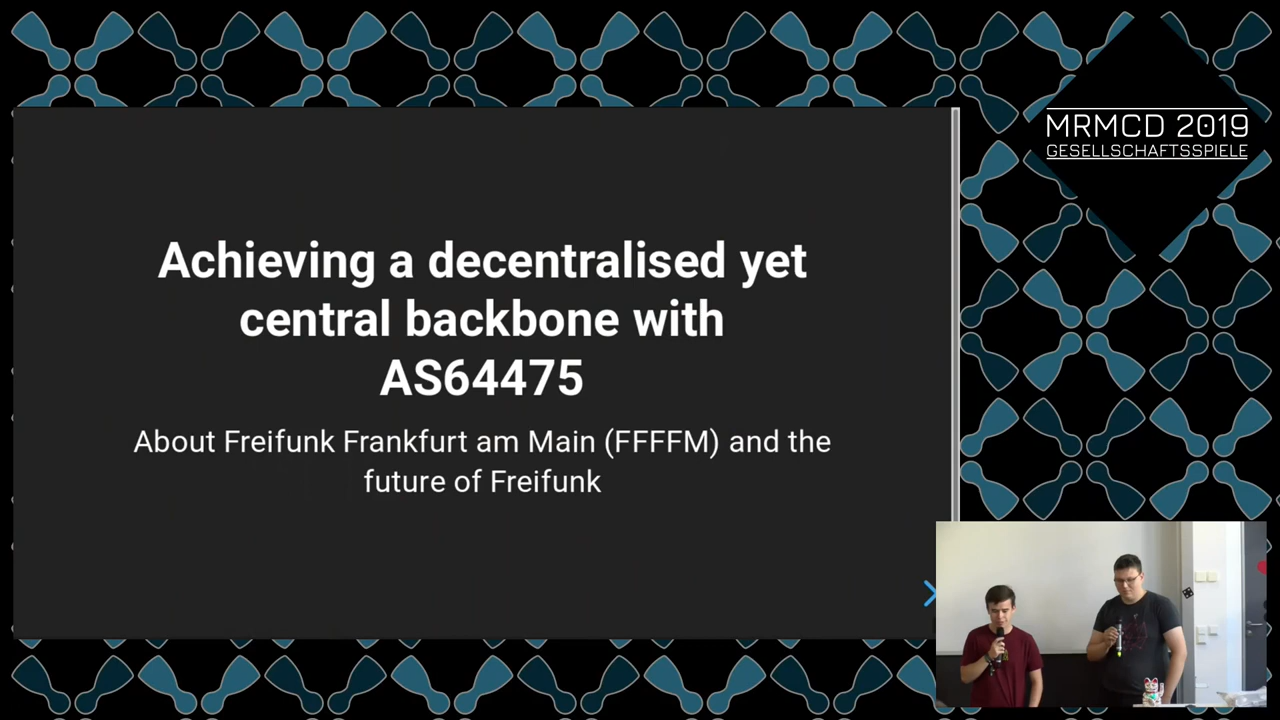 MRMCD 2019
GESELLSCHAFTSSPIELE
Achieving a decentralised yet
central backbone with
AS64475
About Freifunk Frankfurt am Main (FFFFM) and the
future of Freifunk